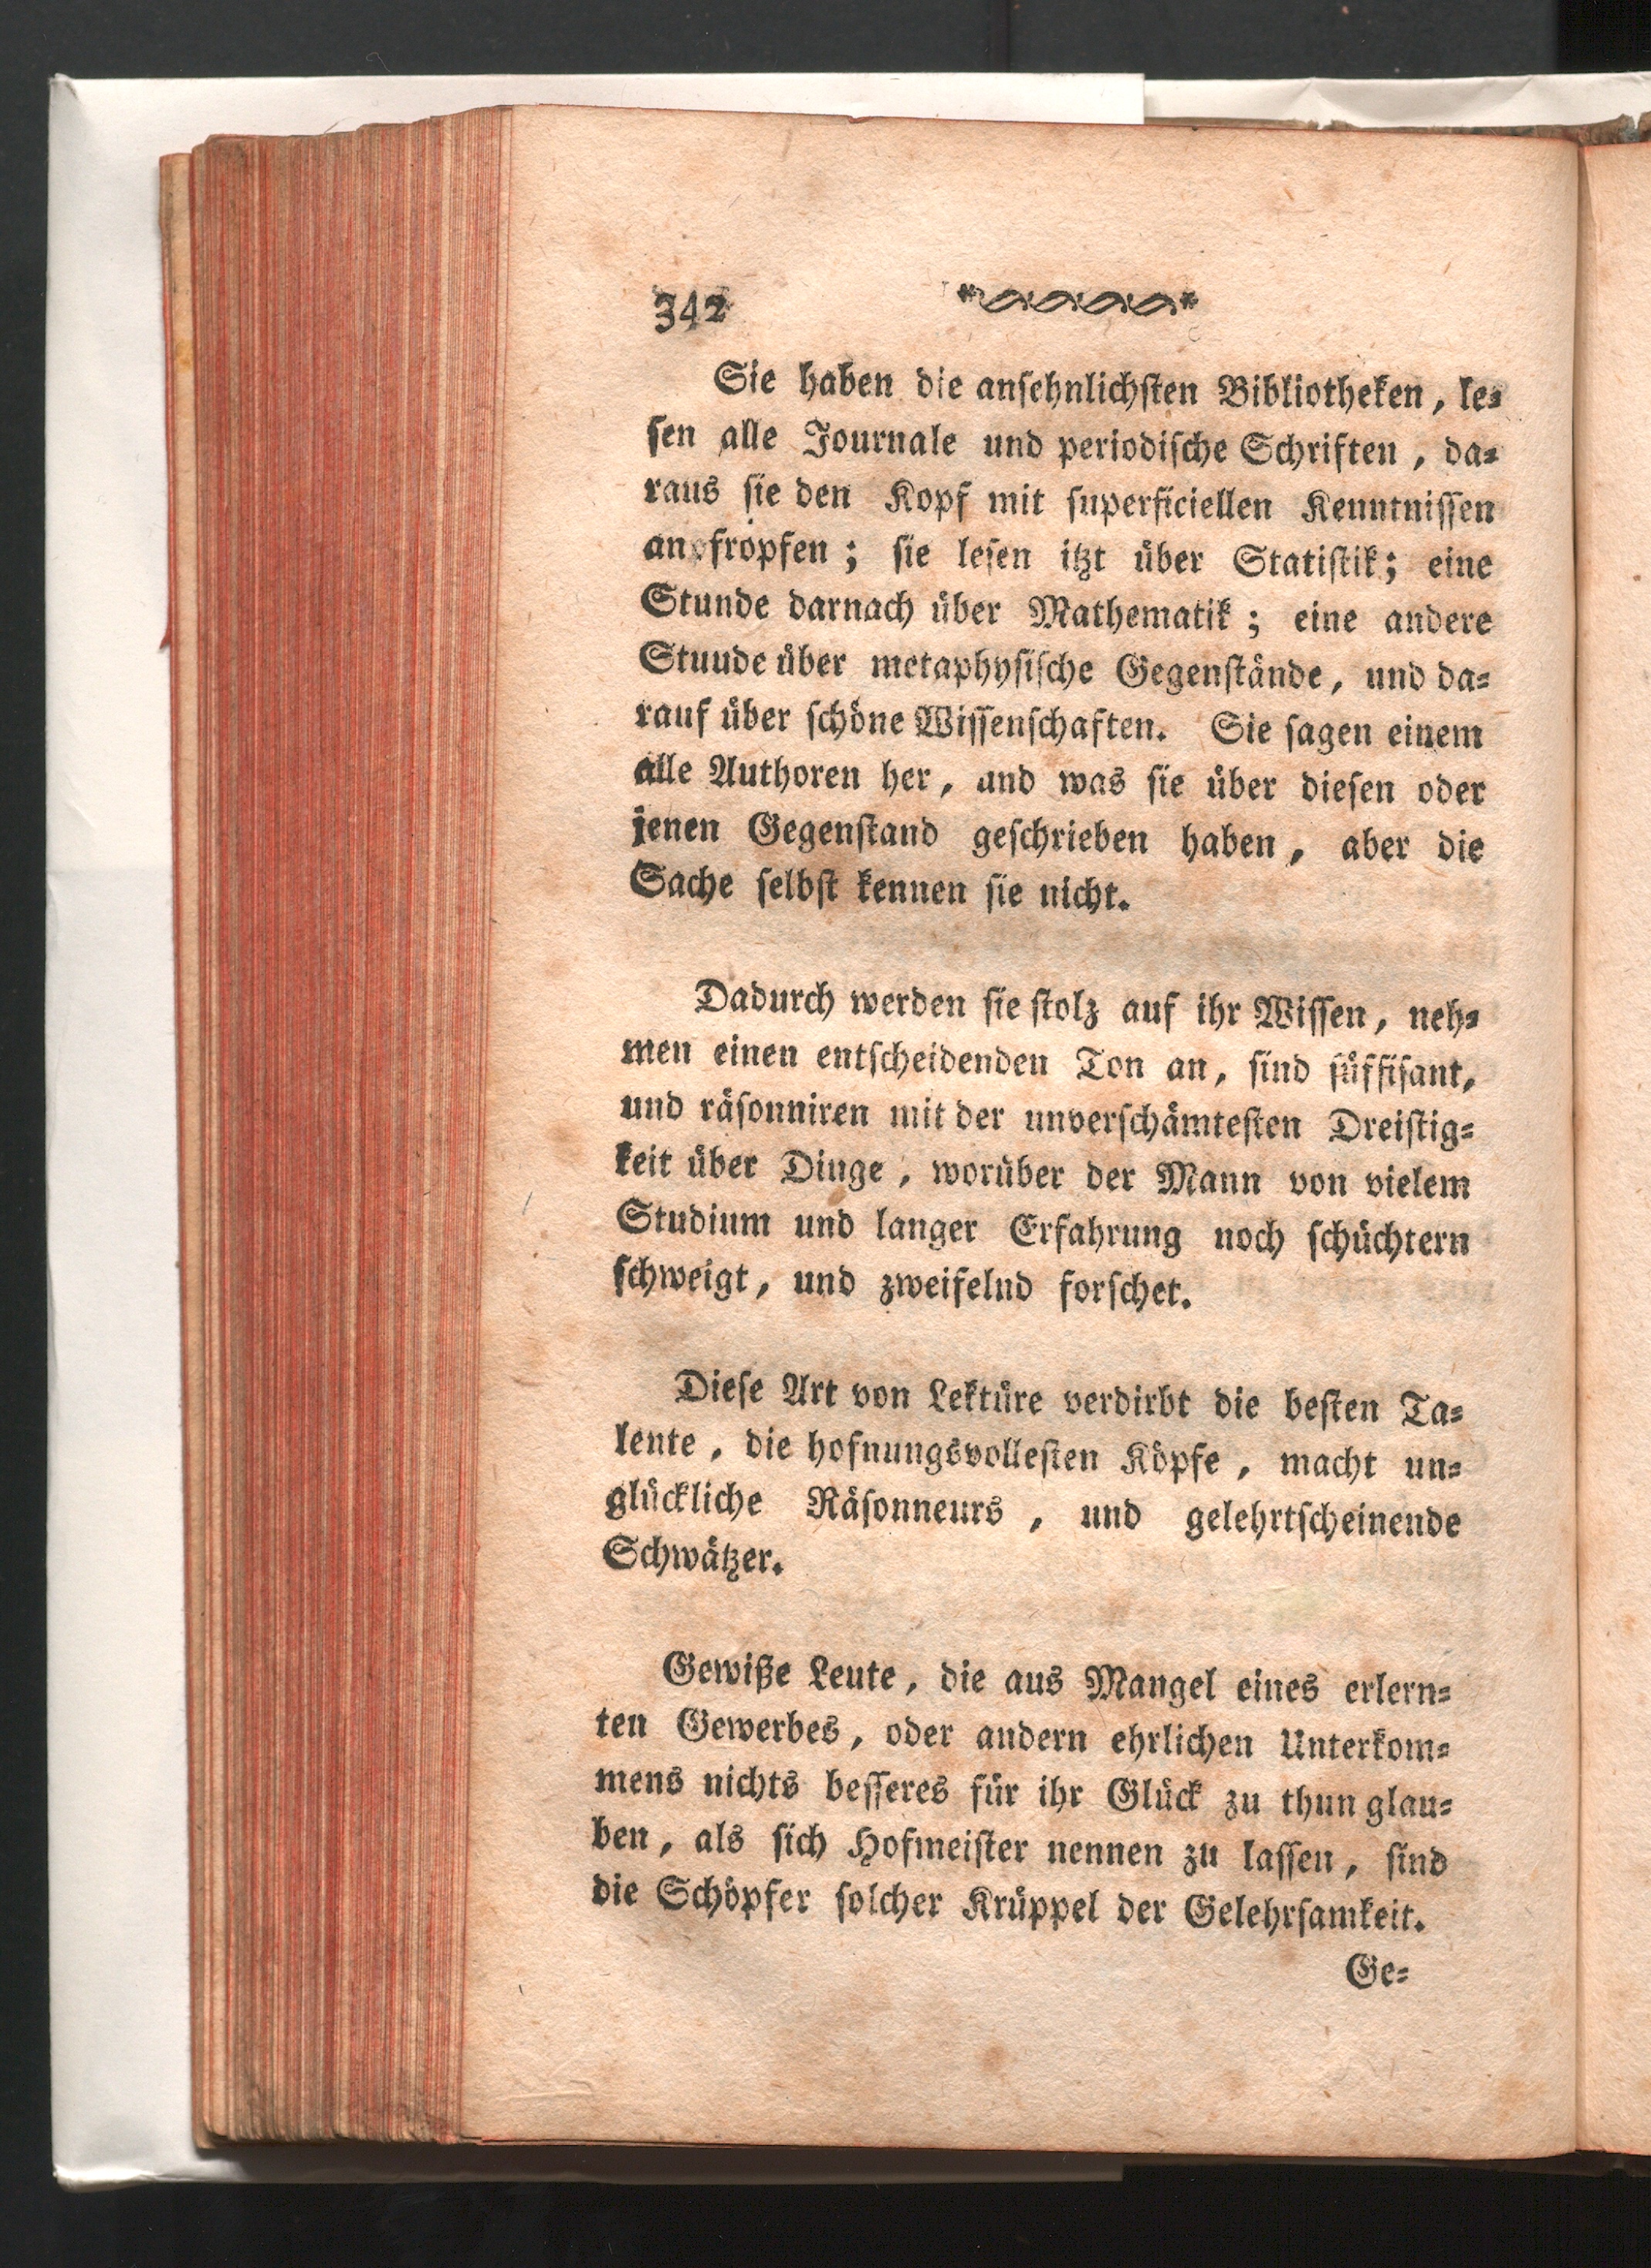 342
Sie haben die ansehnlichsten Bibliotheken, le⸗
sen alle Journale und periodische Schriften, da⸗
raus sie den Kopf mit superficiellen Kenntnissen
anpfropfen; sie lesen itzt über Statistik; eine
Stunde darnach über Mathematik; eine andere
Stuude über metaphysische Gegenstände, und da⸗
rauf über schöne Wissenschaften. Sie sagen einem
alle Authoren her, und was sie über diesen oder
jenen Gegenstand geschrieben haben, aber die
Sache selbst kennen sie nicht.
Dadurch werden sie stolz auf ihr Wissen, neh⸗
men einen entscheidenden Ton an, sind süffisant,
und räsonniren mit der unverschämtesten Dreistig⸗
keit über Dinge, worüber der Mann von vielem
Studium und langer Erfahrung noch schüchtern
schweigt, und zweifelnd forschet.
Diese Art von Lektüre verdirbt die besten Ta⸗
lente, die hofnungsvollesten Köpfe, macht un⸗
glückliche Räsonneurs, und gelehrtscheinende
Schwätzer.
Gewiße Leute, die aus Mangel eines erlern⸗
ten Gewerbes, oder andern ehrlichen Unterkom⸗
mens nichts besseres für ihr Glück zu thun glau⸗
ben, als sich Hofmeister nennen zu lassen, sind
die Schöpfer solcher Krüppel der Gelehrsamkeit.
Ge⸗